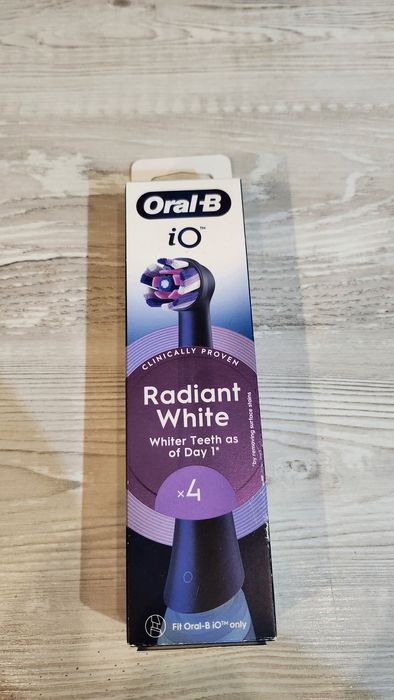 Oral-B
iO™
CLINICALLY PROVEN
Radiant
White
Whiter Teeth as
of Day 1*
*by removing surface stains
x4
Fit Oral-B iO™ only